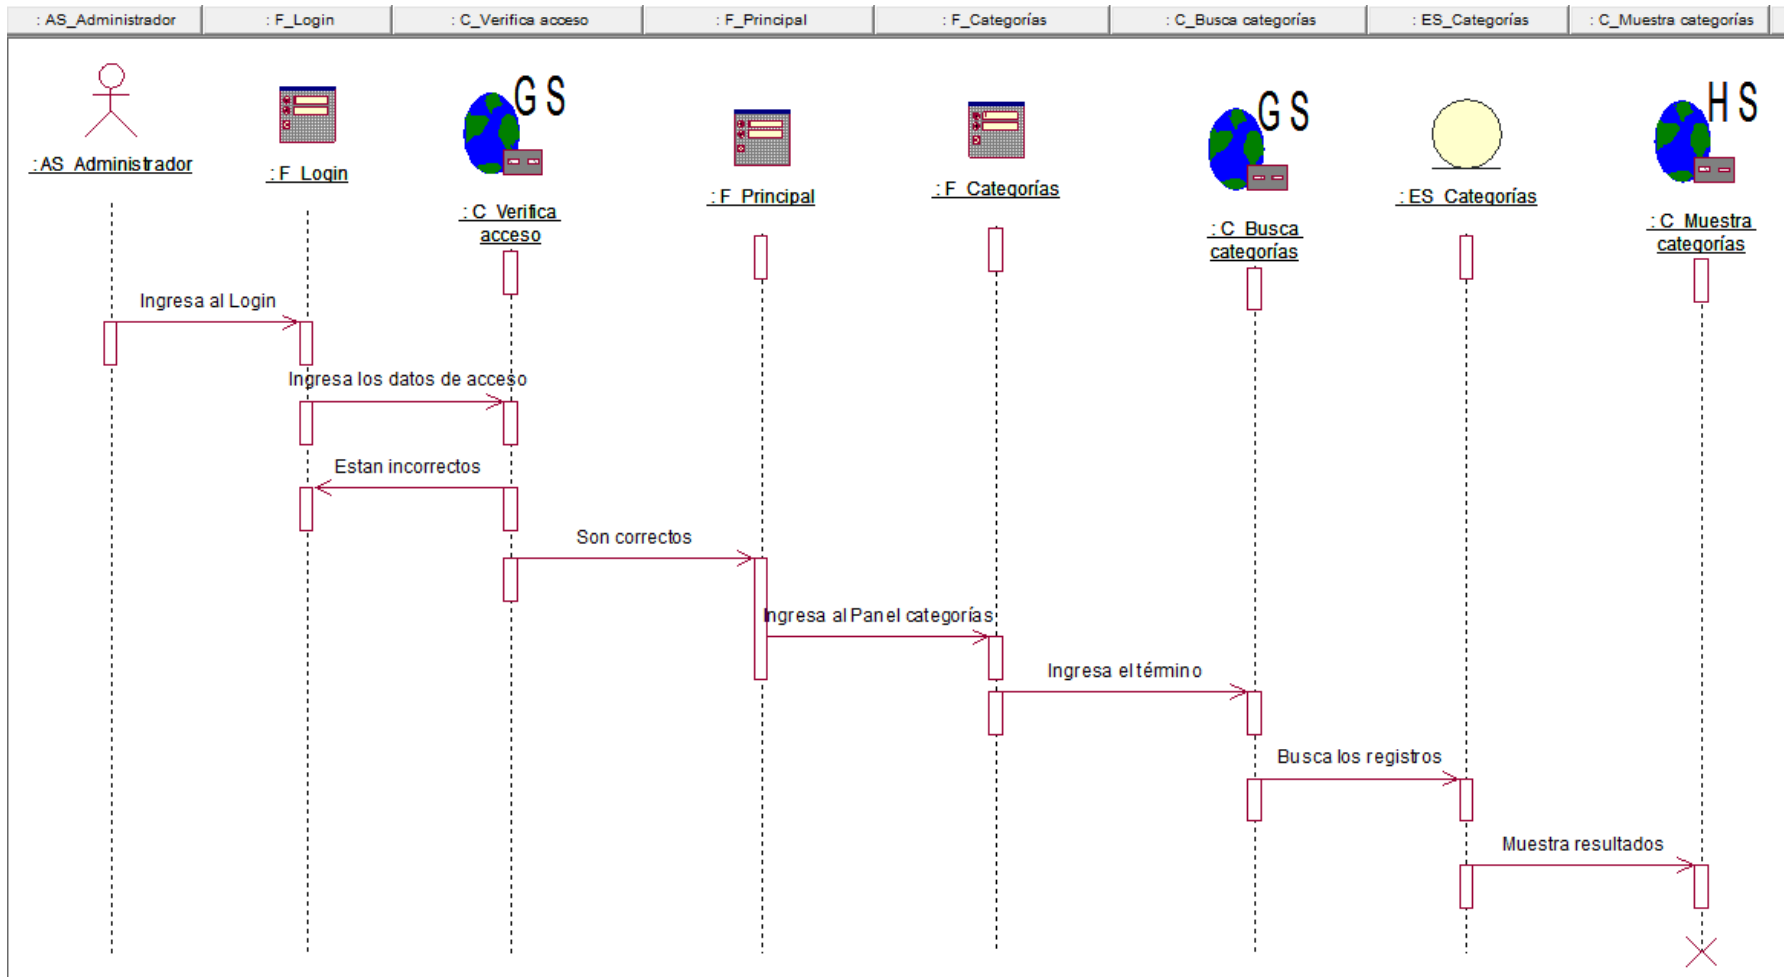 : AS_Administrador
: F_Login
: C_Verifica acceso
: F_Principal
: F_Categorías
: C_Busca categorías
: ES_Categorías
: C_Muestra categorías
GS
GS
HS
: AS_Administrador
: F_Login
: C_Verifica
acceso
: F_Principal
: F_Categorías
: C_Busca
categorías
: ES_Categorías
: C_Muestra
categorías
Ingresa al Login
Ingresa los datos de acceso
Estan incorrectos
Son correctos
Ingresa al Panel categorías
Ingresa el término
Busca los registros
Muestra resultados